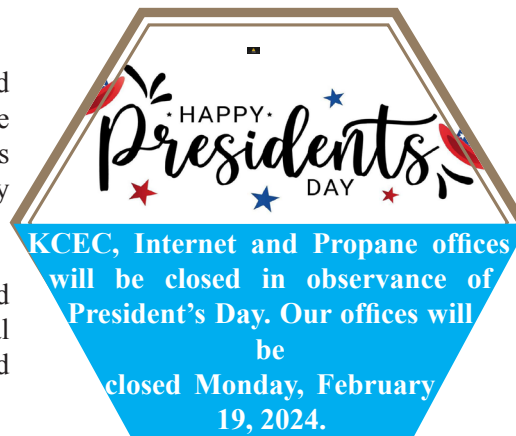 d
e
s
y
d
l
d
HAPPY
Presidents
DAY
KCEC, Internet and Propane offices
will be closed in observance of
President’s Day. Our offices will
be
closed Monday, February
19, 2024.